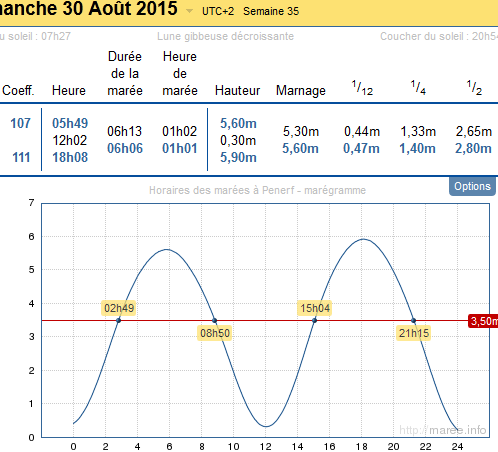 manche 30 Août 2015 UTC+2 Semaine 35
du soleil : 07h27 Lune gibbeuse décroissante Coucher du soleil : 20h54
Durée Heure
de la de
Coeff. Heure marée marée Hauteur Marnage 1/12 1/4 1/2
107 05h49 5,60m
12h02 06h13 01h02 0,30m 5,30m 0,44m 1,33m 2,65m
111 18h08 06h06 01h01 5,90m 5,60m 0,47m 1,40m 2,80m
Options
Horaires des marées à Penerf - marégramme
7
6
5
4
02h49 15h04
3,50m
08h50 21h15
3
2
1
http://maree.info
0
0 2 4 6 8 10 12 14 16 18 20 22 24